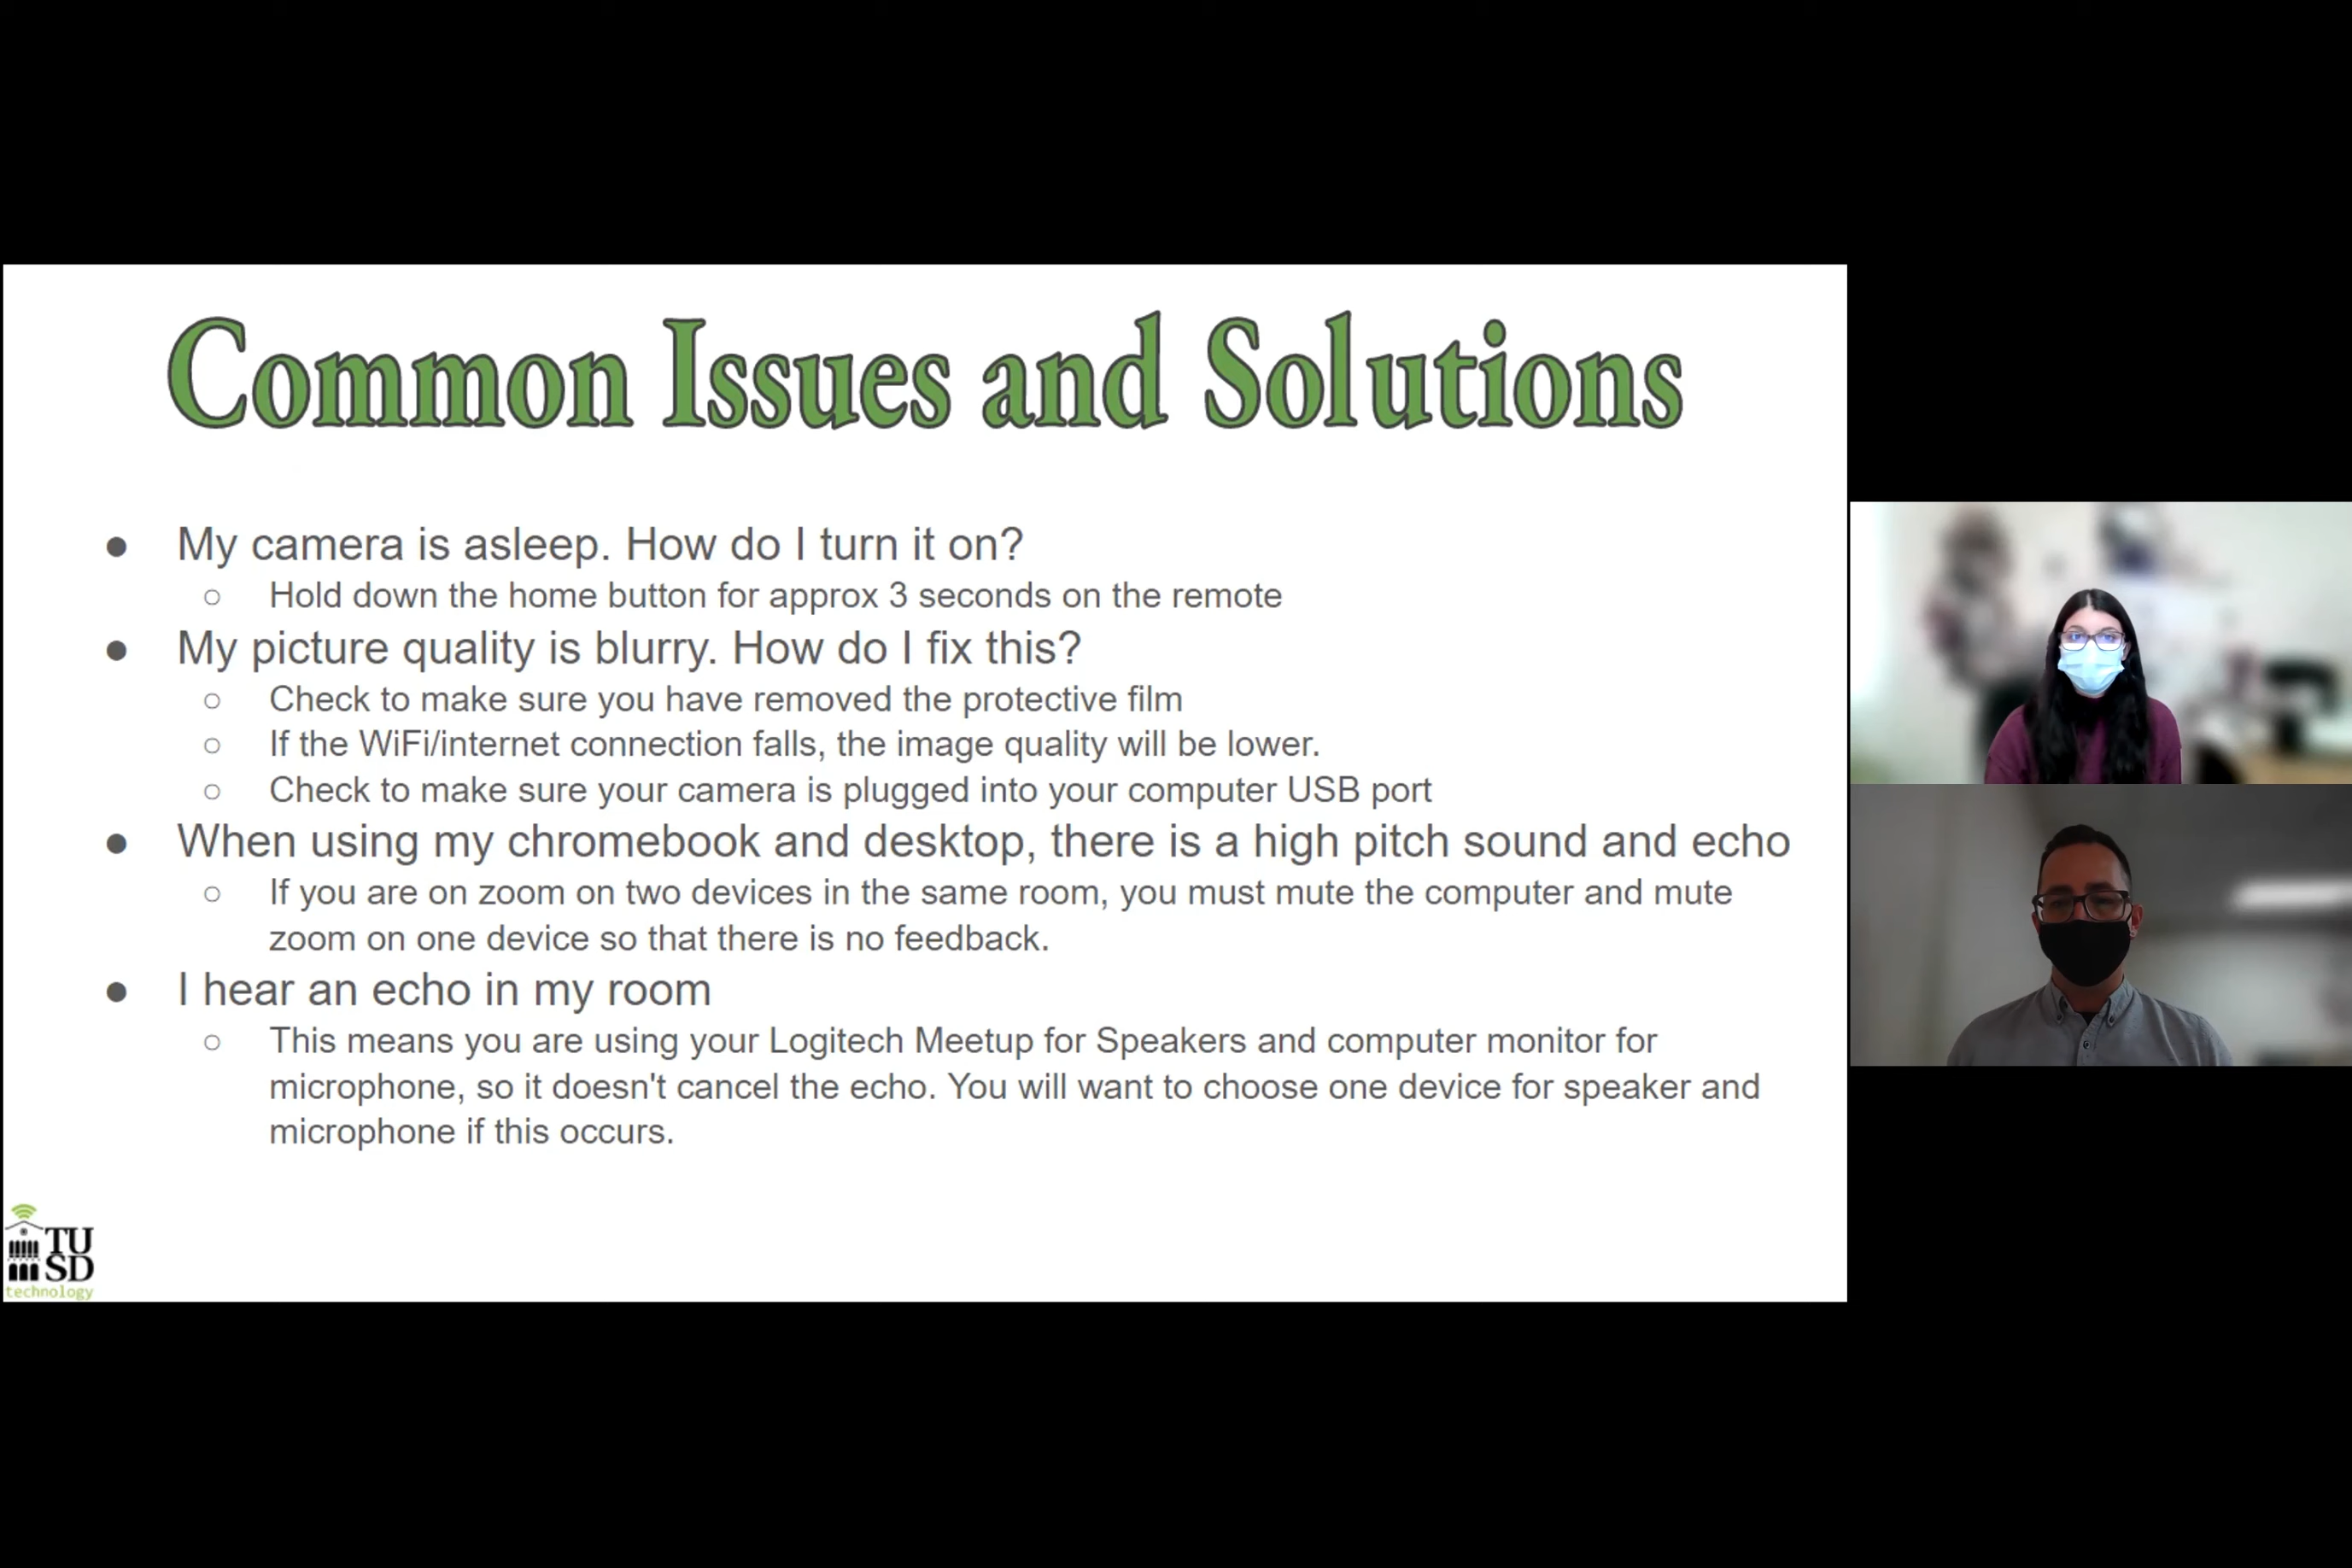 Common Issues and Solutions
My camera is asleep. How do I turn it on?
Hold down the home button for approx 3 seconds on the remote
My picture quality is blurry. How do I fix this?
Check to make sure you have removed the protective film
If the WiFi/internet connection falls, the image quality will be lower.
Check to make sure your camera is plugged into your computer USB port
When using my chromebook and desktop, there is a high pitch sound and echo
If you are on zoom on two devices in the same room, you must mute the computer and mute
zoom on one device so that there is no feedback.
I hear an echo in my room
This means you are using your Logitech Meetup for Speakers and computer monitor for
microphone, so it doesn't cancel the echo. You will want to choose one device for speaker and
microphone if this occurs.
TU
SD
technology